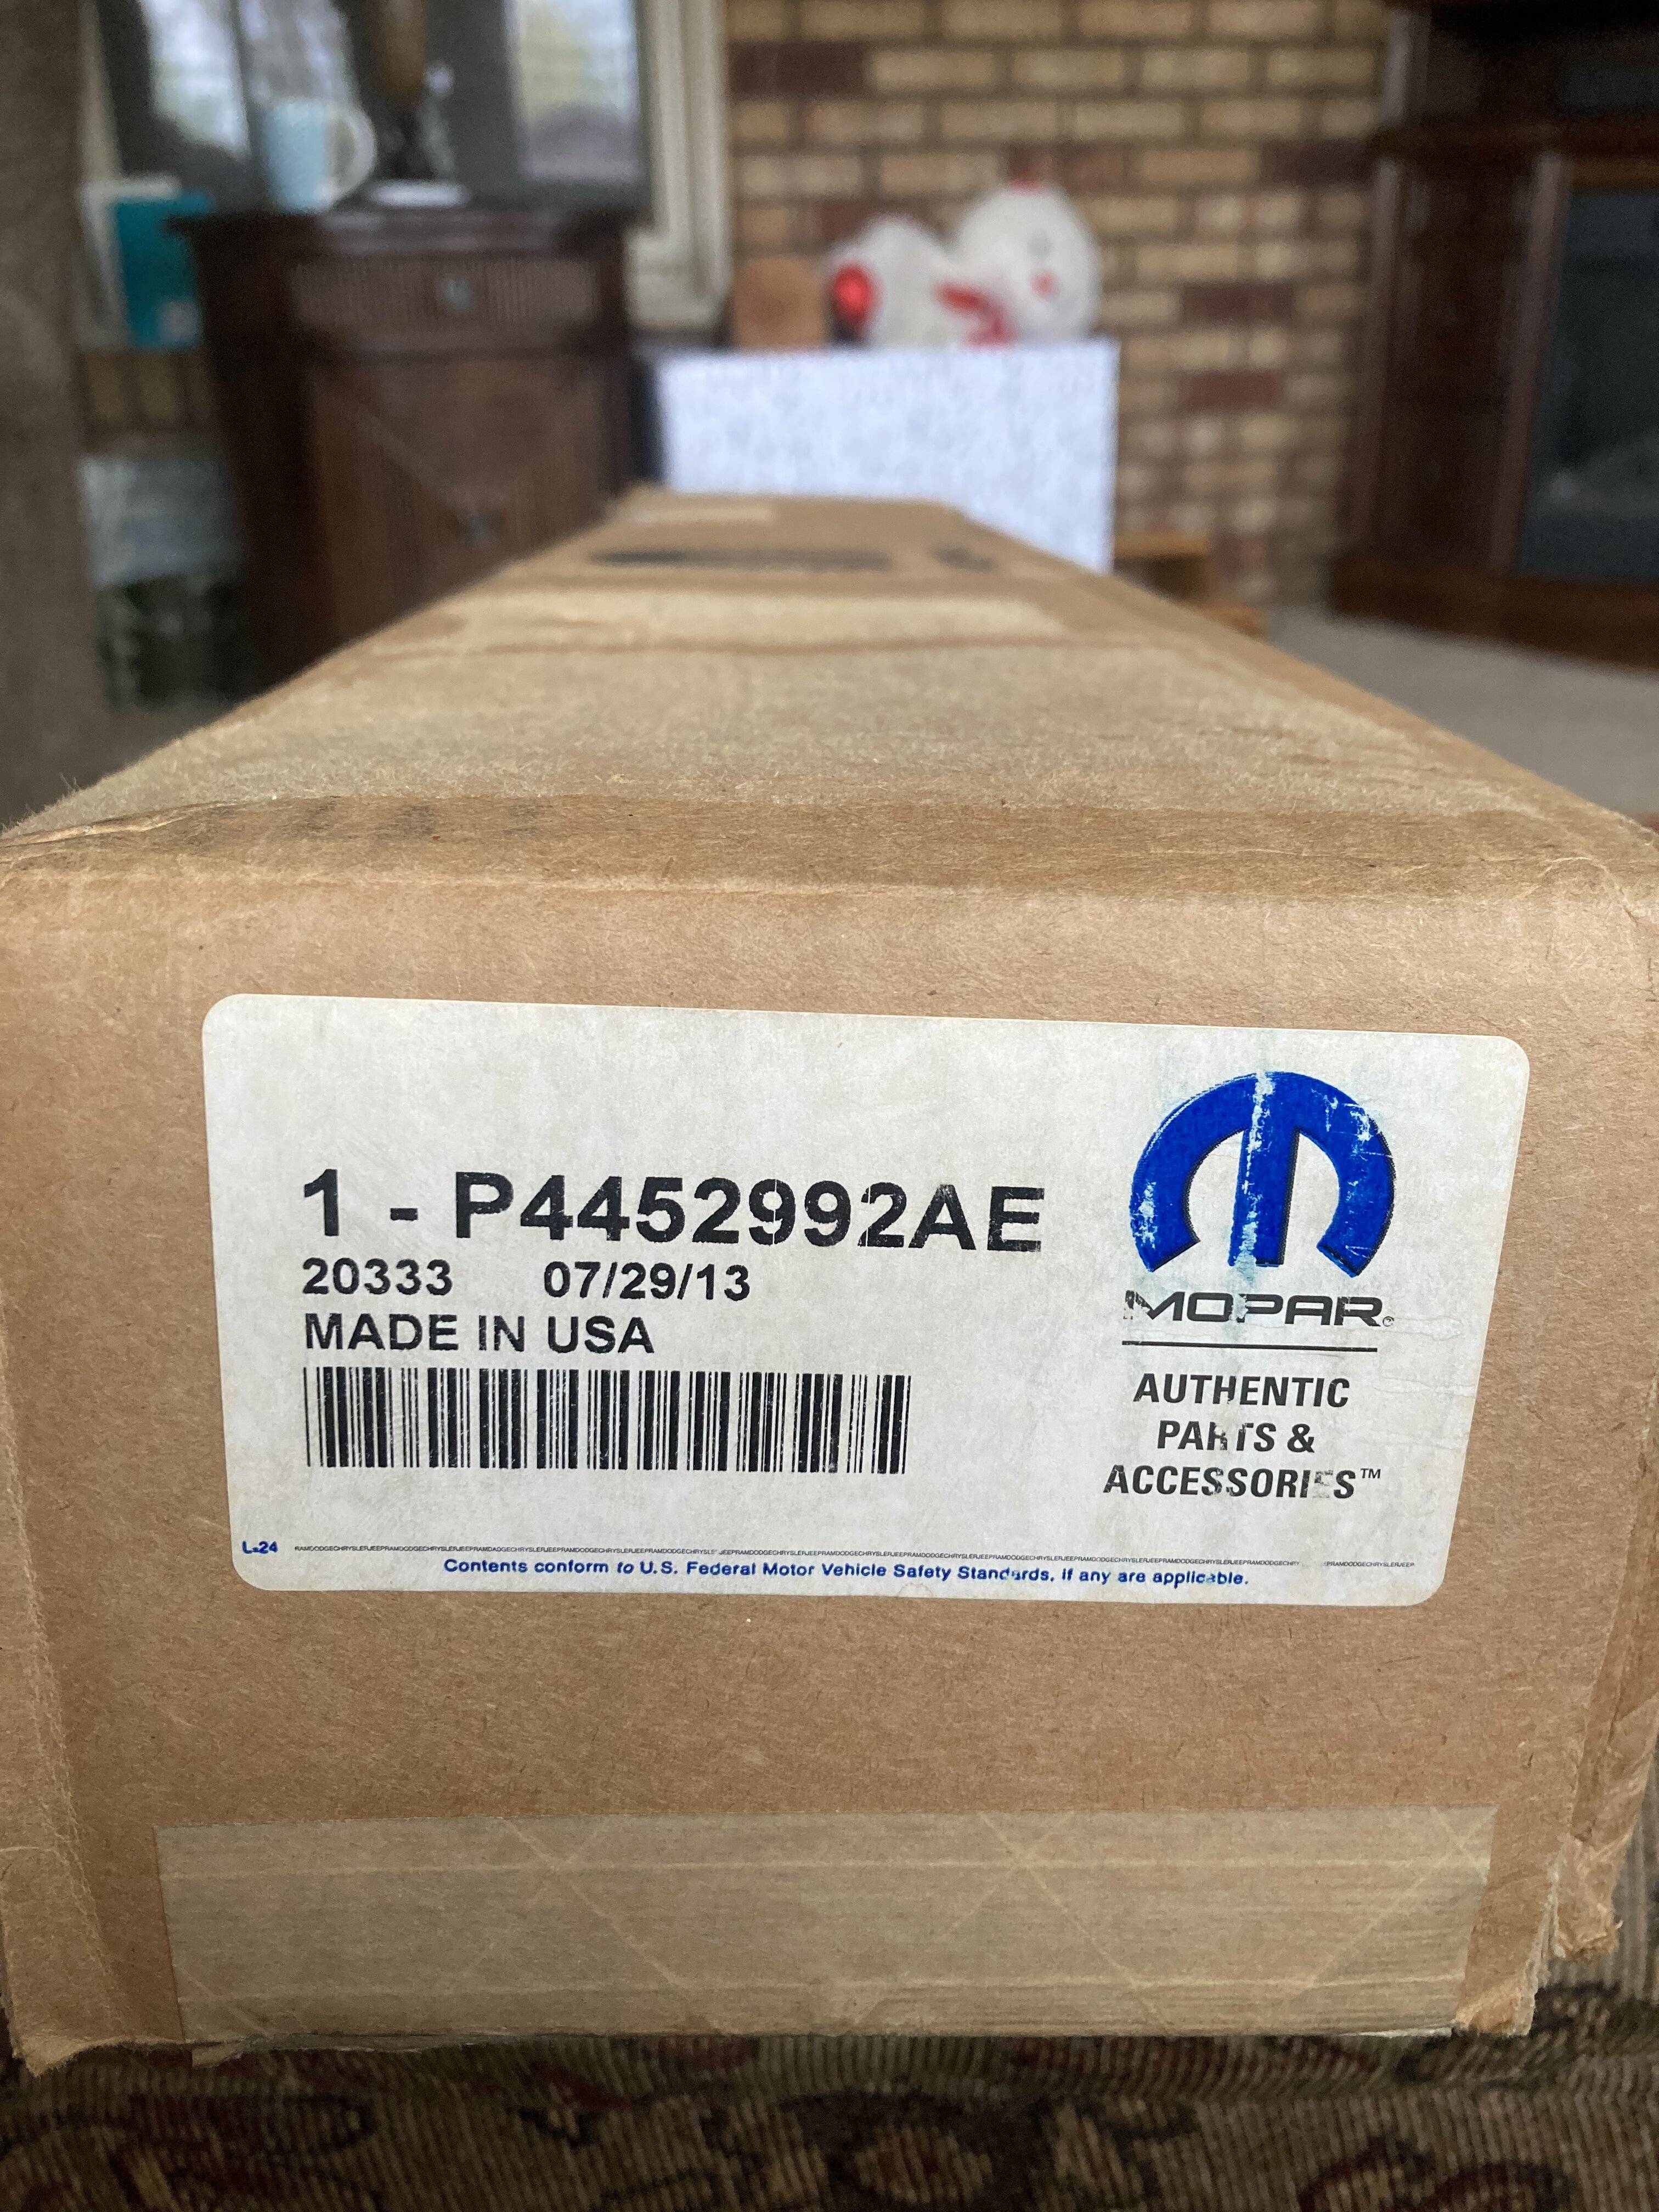 1 - P4452992AE
20333 07/29/13
MADE IN USA
MOPAR®
AUTHENTIC
PARTS &
ACCESSORIES™
L-24
Contents conform to U.S. Federal Motor Vehicle Safety Standards, if any are applicable.